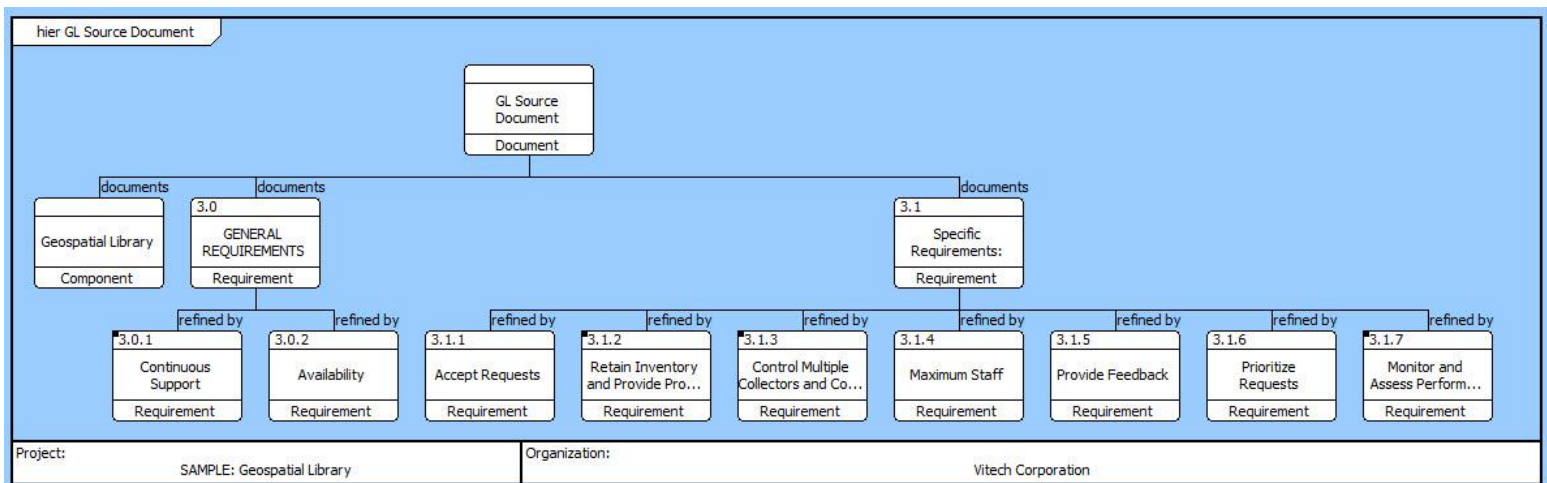 hier GL Source Document
GL Source
Document
Document
documents
documents
documents
Geospatial Library
Component
3.0
GENERAL
REQUIREMENTS
Requirement
3.1
Specific
Requirements:
Requirement
refined by
refined by
refined by
refined by
refined by
refined by
refined by
refined by
refined by
3.0.1
Continuous
Support
Requirement
3.0.2
Availability
Requirement
3.1.1
Accept Requests
Requirement
3.1.2
Retain Inventory
and Provide Pro...
Requirement
3.1.3
Control Multiple
Collectors and Co...
Requirement
3.1.4
Maximum Staff
Requirement
3.1.5
Provide Feedback
Requirement
3.1.6
Prioritize
Requests
Requirement
3.1.7
Monitor and
Assess Perform...
Requirement
Project:
SAMPLE: Geospatial Library
Organization:
Vitech Corporation